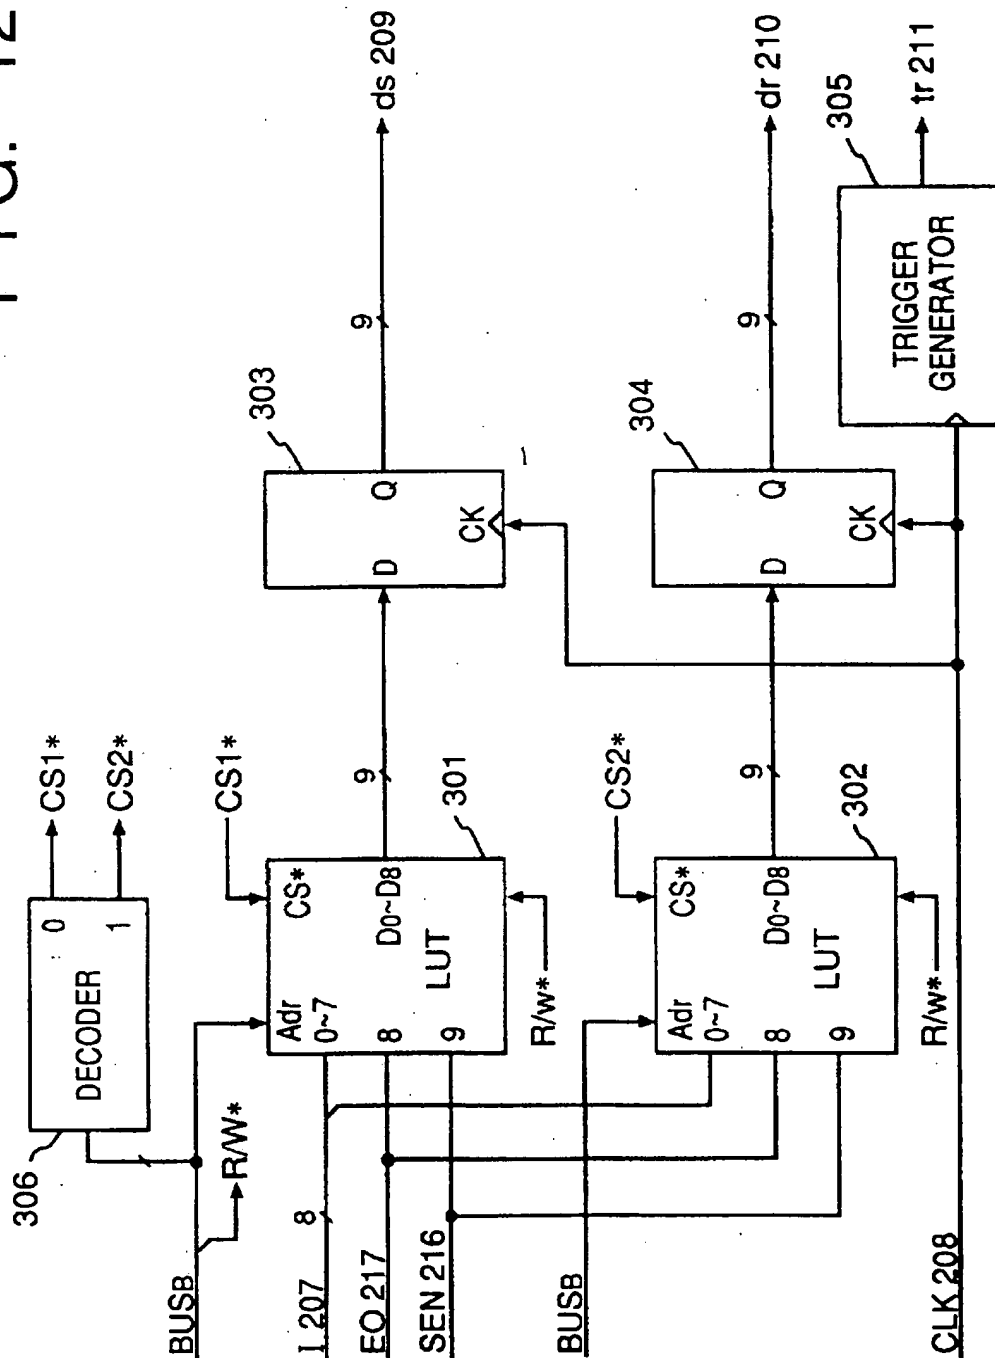 FIG. 12
306
DECODER
0
1
CS1*
CS2*
BUSB
R/W*
CS1*
I 207
8
EO 217
SEN 216
Adr
0~7
8
9
CS*
D0~D8
LUT
301
R/W*
9
303
D
Q
CK
9
ds 209
BUSB
CS2*
Adr
0~7
8
9
CS*
D0~D8
LUT
302
R/W*
9
304
D
Q
CK
9
dr 210
CLK 208
TRIGGER
GENERATOR
305
tr 211